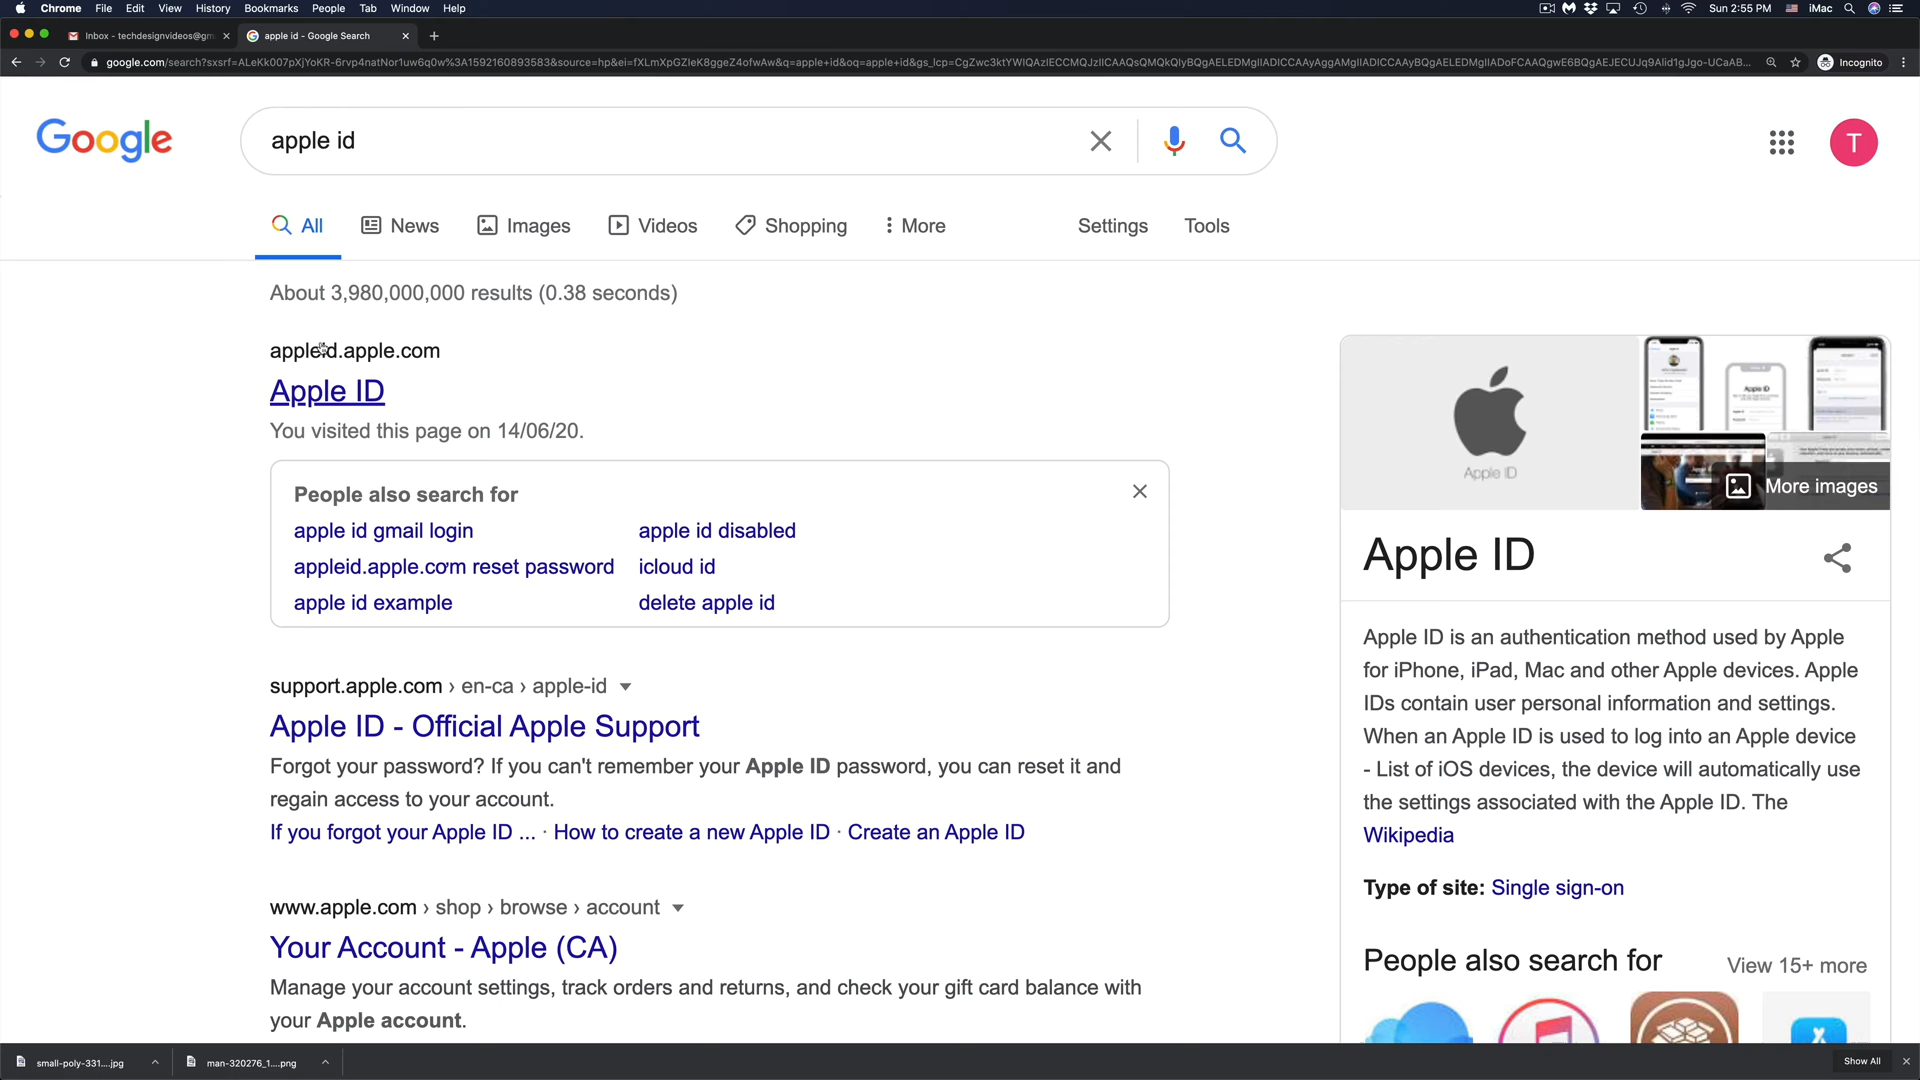 Chrome File Edit View History Bookmarks People Tab Window Help
Sun 2:55 PM iMac
Inbox - techdesignvideos@gm
apple id - Google Search
Incognito
Google
apple id
T
All News Images Videos Shopping More Settings Tools
About 3,980,000,000 results (0.38 seconds)
appleid.apple.com
Apple ID
You visited this page on 14/06/20.
People also search for
apple id gmail login
apple id disabled
appleid.apple.com reset password
icloud id
apple id example
delete apple id
support.apple.com › en-ca › apple-id
Apple ID - Official Apple Support
Forgot your password? If you can't remember your Apple ID password, you can reset it and
regain access to your account.
If you forgot your Apple ID ... · How to create a new Apple ID · Create an Apple ID
www.apple.com › shop › browse › account
Your Account - Apple (CA)
Manage your account settings, track orders and returns, and check your gift card balance with
your Apple account.
Apple ID
More images
Apple ID
Apple ID is an authentication method used by Apple
for iPhone, iPad, Mac and other Apple devices. Apple
IDs contain user personal information and settings.
When an Apple ID is used to log into an Apple device
- List of iOS devices, the device will automatically use
the settings associated with the Apple ID. The
Wikipedia
Type of site: Single sign-on
People also search for
View 15+ more
small-poly-331....jpg
man-320276_1....png
Show All